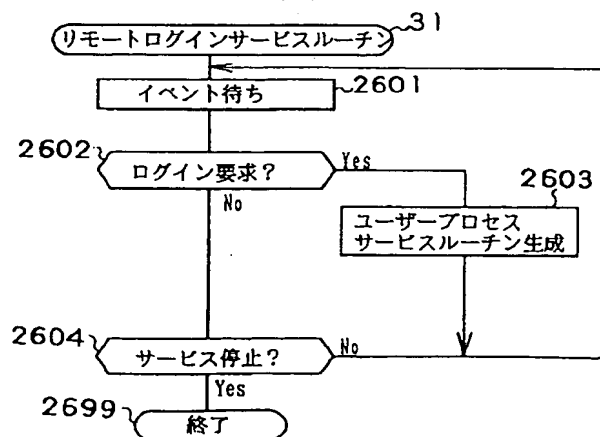 リモートログインサービスルーチン
31
イベント待ち
2601
2602
ログイン要求?
Yes
No
2603
ユーザープロセス
サービスルーチン生成
2604
サービス停止?
No
Yes
2699
終了